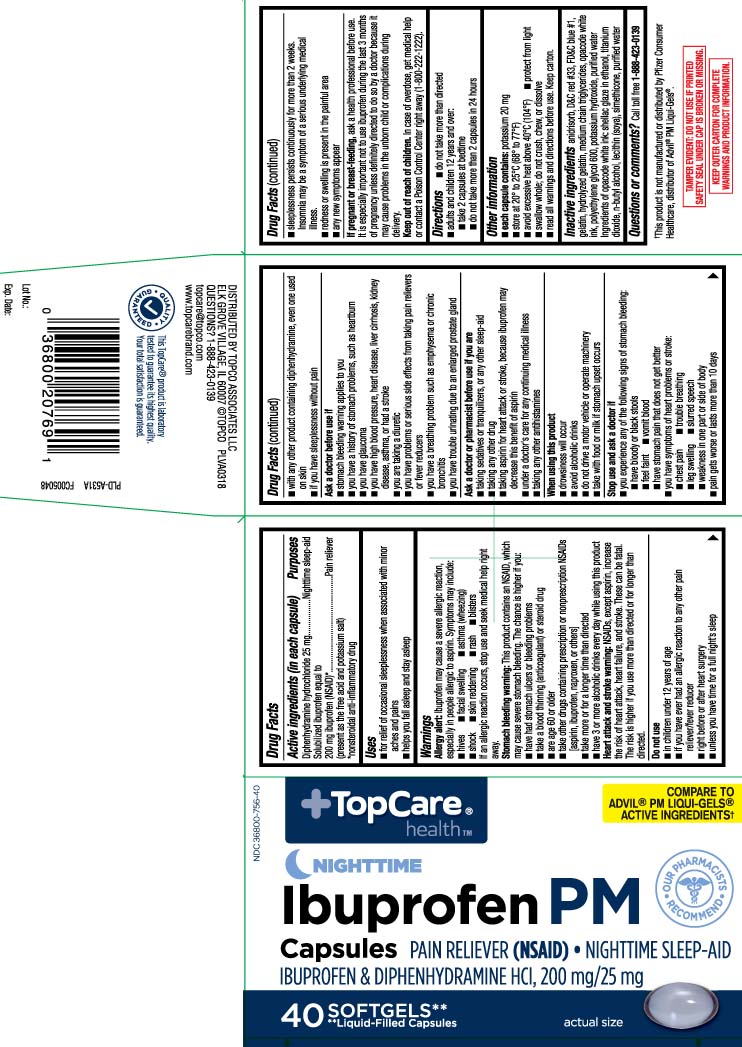 NDC 36800-756-40
TopCare®
health™
COMPARE TO
ADVIL® PM LIQUI-GELS®
ACTIVE INGREDIENTS†
NIGHTTIME
Ibuprofen PM
OUR PHARMACISTS RECOMMEND
Capsules PAIN RELIEVER (NSAID) • NIGHTTIME SLEEP-AID
IBUPROFEN & DIPHENHYDRAMINE HCl, 200 mg/25 mg
40 SOFTGELS**
**Liquid-Filled Capsules
actual size
Drug Facts
Active ingredients (in each capsule) Purposes
Diphenhydramine hydrochloride 25 mg..........Nighttime sleep-aid
Solubilized ibuprofen equal to
200 mg ibuprofen (NSAID)*..........Pain reliever
(present as the free acid and potassium salt)
*nonsteroidal anti-inflammatory drug
Uses
■ for relief of occasional sleeplessness when associated with minor
aches and pains
■ helps you fall asleep and stay asleep
Warnings
Allergy alert: Ibuprofen may cause a severe allergic reaction,
especially in people allergic to aspirin. Symptoms may include:
■ hives ■ facial swelling ■ asthma (wheezing)
■ shock ■ skin reddening ■ rash ■ blisters
If an allergic reaction occurs, stop use and seek medical help right
away.
Stomach bleeding warning: This product contains an NSAID, which
may cause severe stomach bleeding. The chance is higher if you:
■ have had stomach ulcers or bleeding problems
■ take a blood thinning (anticoagulant) or steroid drug
■ are age 60 or older
■ take other drugs containing prescription or nonprescription NSAIDs
[aspirin, ibuprofen, naproxen, or others]
■ take more or for a longer time than directed
■ have 3 or more alcoholic drinks every day while using this product
Heart attack and stroke warning: NSAIDs, except aspirin, increase
the risk of heart attack, heart failure, and stroke. These can be fatal.
The risk is higher if you use more than directed or for longer than
directed.
Do not use
■ in children under 12 years of age
■ if you have ever had an allergic reaction to any other pain
reliever/fever reducer
■ right before or after heart surgery
■ unless you have time for a full night's sleep
Drug Facts (continued)
■ with any other product containing diphenhydramine, even one used
on skin
■ if you have sleeplessness without pain
Ask a doctor before use if
■ stomach bleeding warning applies to you
■ you have a history of stomach problems, such as heartburn
■ you have glaucoma
■ you have high blood pressure, heart disease, liver cirrhosis, kidney
disease, asthma, or had a stroke
■ you are taking a diuretic
■ you have problems or serious side effects from taking pain relievers
or fever reducers
■ you have a breathing problem such as emphysema or chronic
bronchitis
■ you have trouble urinating due to an enlarged prostate gland
Ask a doctor or pharmacist before use if you are
■ taking sedatives or tranquilizers, or any other sleep-aid
■ taking any other drug
■ taking aspirin for heart attack or stroke, because ibuprofen may
decrease this benefit of aspirin
■ under a doctor's care for any continuing medical illness
■ taking any other antihistamines
When using this product
■ drowsiness will occur
■ avoid alcoholic drinks
■ do not drive a motor vehicle or operate machinery
■ take with food or milk if stomach upset occurs
Stop use and ask a doctor if
■ you experience any of the following signs of stomach bleeding:
■ have bloody or black stools
■ feel faint ■ vomit blood
■ have stomach pain that does not get better
■ you have symptoms of heart problems or stroke:
■ chest pain ■ trouble breathing
■ leg swelling ■ slurred speech
■ weakness in one part or side of body
■ pain gets worse or lasts more than 10 days
Drug Facts (continued)
■ sleeplessness persists continuously for more than 2 weeks.
Insomnia may be a symptom of a serious underlying medical
illness.
■ redness or swelling is present in the painful area
■ any new symptoms appear
If pregnant or breast-feeding, ask a health professional before use.
It is especially important not to use ibuprofen during the last 3 months
of pregnancy unless definitely directed to do so by a doctor because it
may cause problems in the unborn child or complications during
delivery.
Keep out of reach of children. In case of overdose, get medical help
or contact a Poison Control Center right away (1-800-222-1222).
Directions ■ do not take more than directed
■ adults and children 12 years and over:
■ take 2 capsules at bedtime
■ do not take more than 2 capsules in 24 hours
Other information
■ each capsule contains: potassium 20 mg
■ store at 20° to 25°C (68° to 77°F)
■ avoid excessive heat above 40°C (104°F) ■ protect from light
■ swallow whole; do not crush, chew, or dissolve
■ read all warnings and directions before use. Keep carton.
Inactive ingredients anidrisorb, D&C red #33, FD&C blue #1,
gelatin, hydrolyzed gelatin, medium chain triglycerides, opacode white
ink, polyethylene glycol 600, potassium hydroxide, purified water
Ingredients of opacode white ink: shellac glaze in ethanol, titanium
dioxide, n-butyl alcohol, lecithin (soya), simethicone, purified water
Questions or comments? Call toll free 1-888-423-0139
†This product is not manufactured or distributed by Pfizer Consumer
Healthcare, distributor of Advil® PM Liqui-Gels®.
TAMPER EVIDENT: DO NOT USE IF PRINTED
SAFETY SEAL UNDER CAP IS BROKEN OR MISSING.
KEEP OUTER CARTON FOR COMPLETE
WARNINGS AND PRODUCT INFORMATION.
DISTRIBUTED BY TOPCO ASSOCIATES LLC
ELK GROVE VILLAGE, IL 60007 ©TOPCO PLUA0318
QUESTIONS? 1-888-423-0139
topcare@topco.com
www.topcarebrand.com
QUALITY GUARANTEED
This TopCare® product is laboratory
tested to guarantee its highest quality.
Your total satisfaction is guaranteed.
0 36800 20769 1
Lot No.:
Exp. Date:
PLD-A531A
FC005048